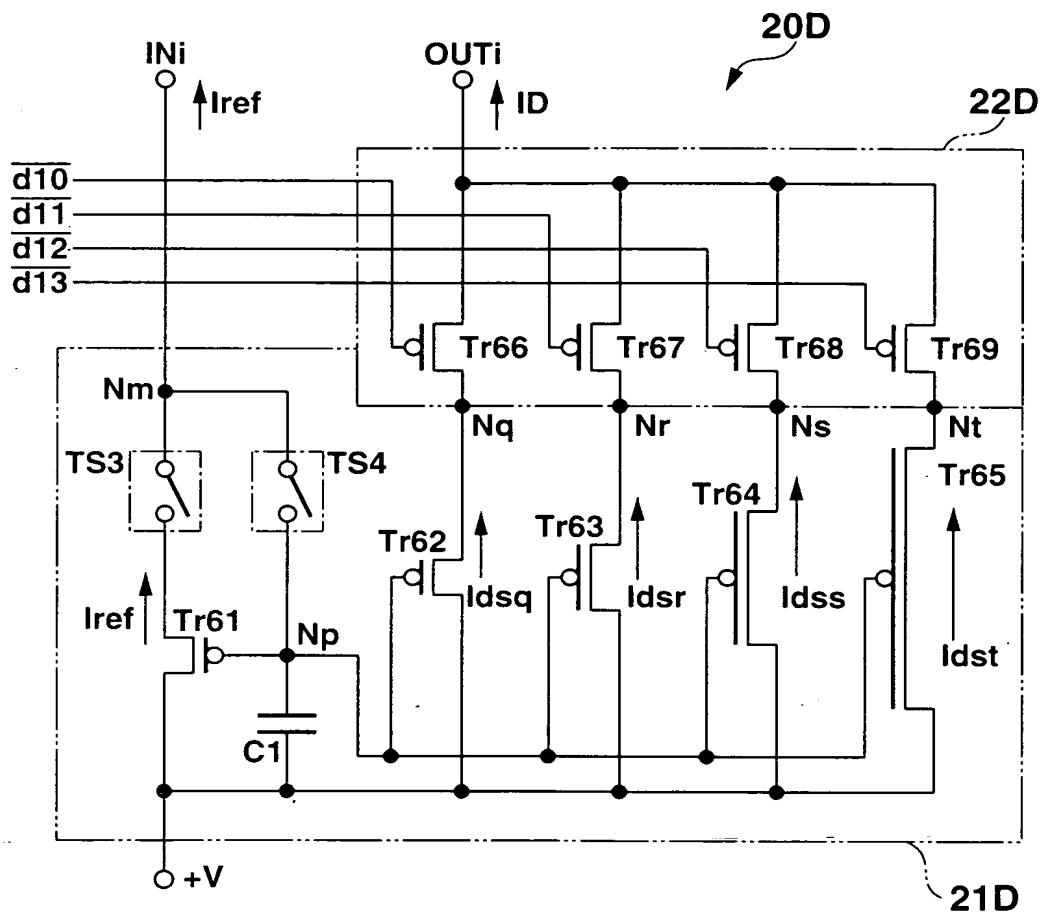 20D
INi
OUTi
Iref
ID
22D
d10
d11
d12
d13
Tr66
Tr67
Tr68
Tr69
Nm
Nq
Nr
Ns
Nt
TS3
TS4
Tr65
Tr64
Tr62
Tr63
Idsq
Idsr
Idss
Iref
Tr61
Np
Idst
C1
+V
21D